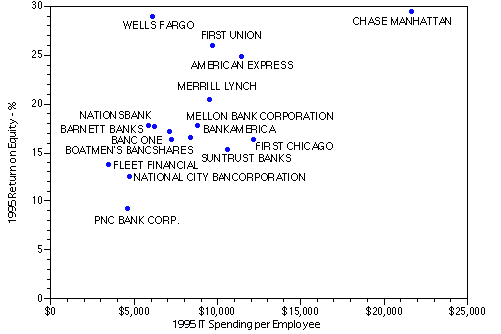 30
WELLS FARGO
CHASE MANHATTAN
FIRST UNION
25
AMERICAN EXPRESS
MERRILL LYNCH
20
NATIONSBANK
MELLON BANK CORPORATION
BARNETT BANKS
BANKAMERICA
BANC ONE
FIRST CHICAGO
15
BOATMEN'S BANCSHARES
SUNTRUST BANKS
FLEET FINANCIAL
NATIONAL CITY BANCORPORATION
10
PNC BANK CORP.
5
0
1995 Return on Equity - %
$0
$5,000
$10,000
$15,000
$20,000
$25,000
1995 IT Spending per Employee